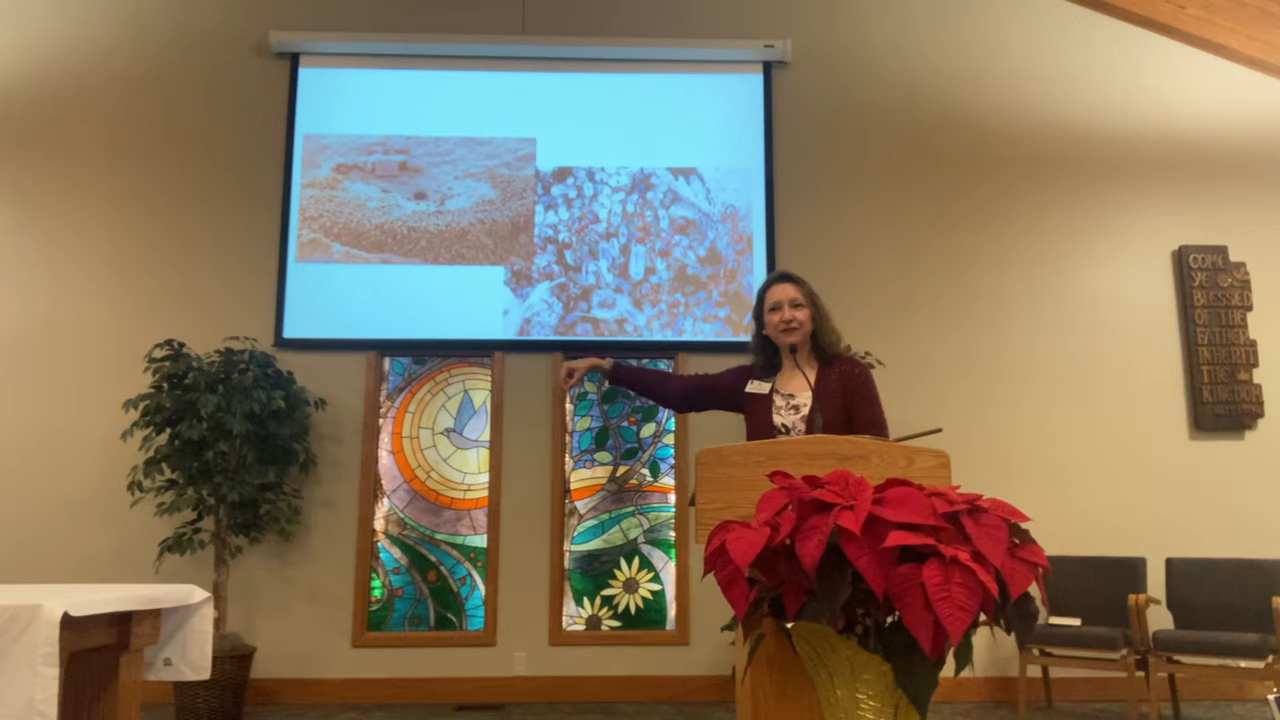 COME
YE
BLESSED
OF THE
FATHER
INHERIT
THE
KINGDOM